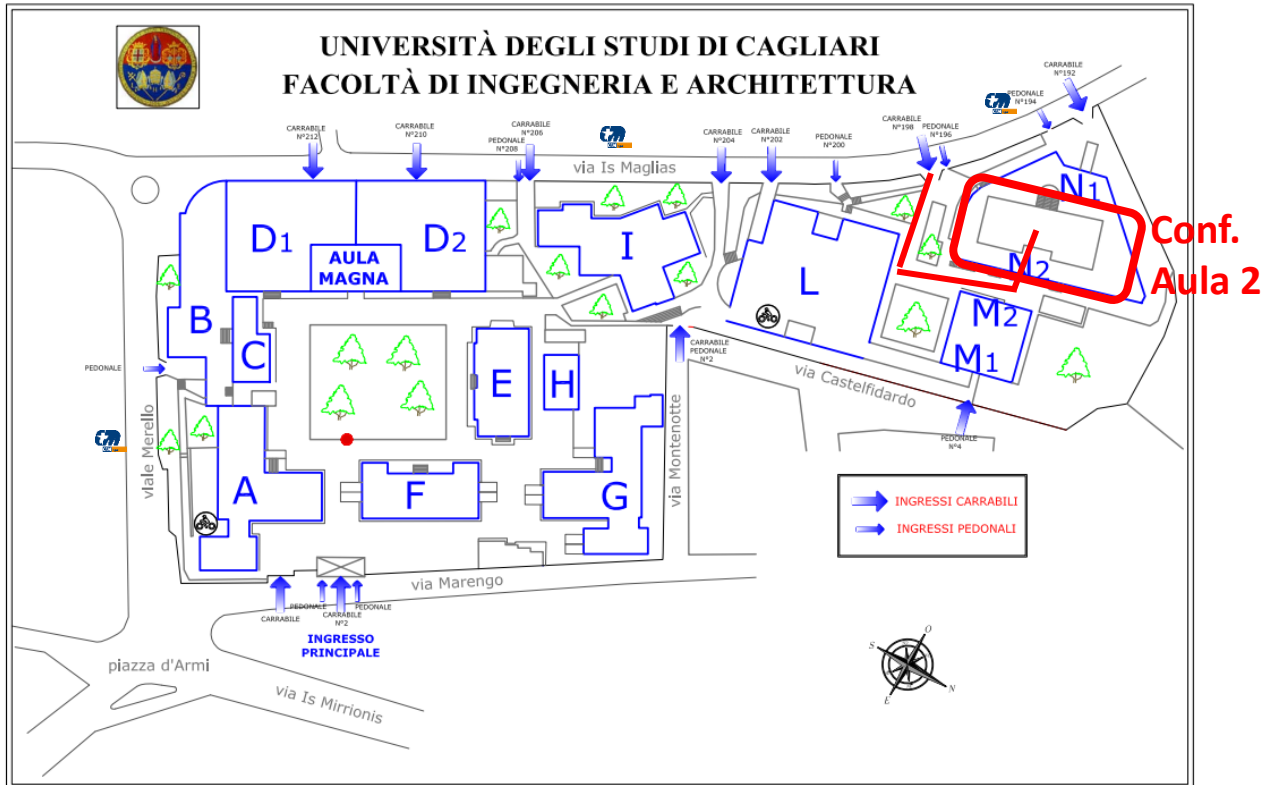 UNIVERSITÀ DEGLI STUDI DI CAGLIARI
FACOLTÀ DI INGEGNERIA E ARCHITETTURA
CARRABILE
N°192
PEDONALE
N°194
CARRABILE
N°212
CARRABILE
N°210
CARRABILE
N°206
PEDONALE
N°208
CARRABILE
N°204
CARRABILE
N°202
PEDONALE
N°200
CARRABILE
N°198
PEDONALE
N°196
via Is Maglias
D1
D2
AULA
MAGNA
I
L
N1
N2
Conf.
Aula 2
M2
M1
B
C
E
H
A
F
G
PEDONALE
CARRABILE
PEDONALE
N°2
via Castelfidardo
PEDONALE
N°4
viale Merello
via Montenotte
INGRESSI CARRABILI
INGRESSI PEDONALI
via Marengo
CARRABILE
PEDONALE
CARRABILE
N°2
PEDONALE
INGRESSO
PRINCIPALE
piazza d'Armi
via Is Mirrionis
O
S
N
E